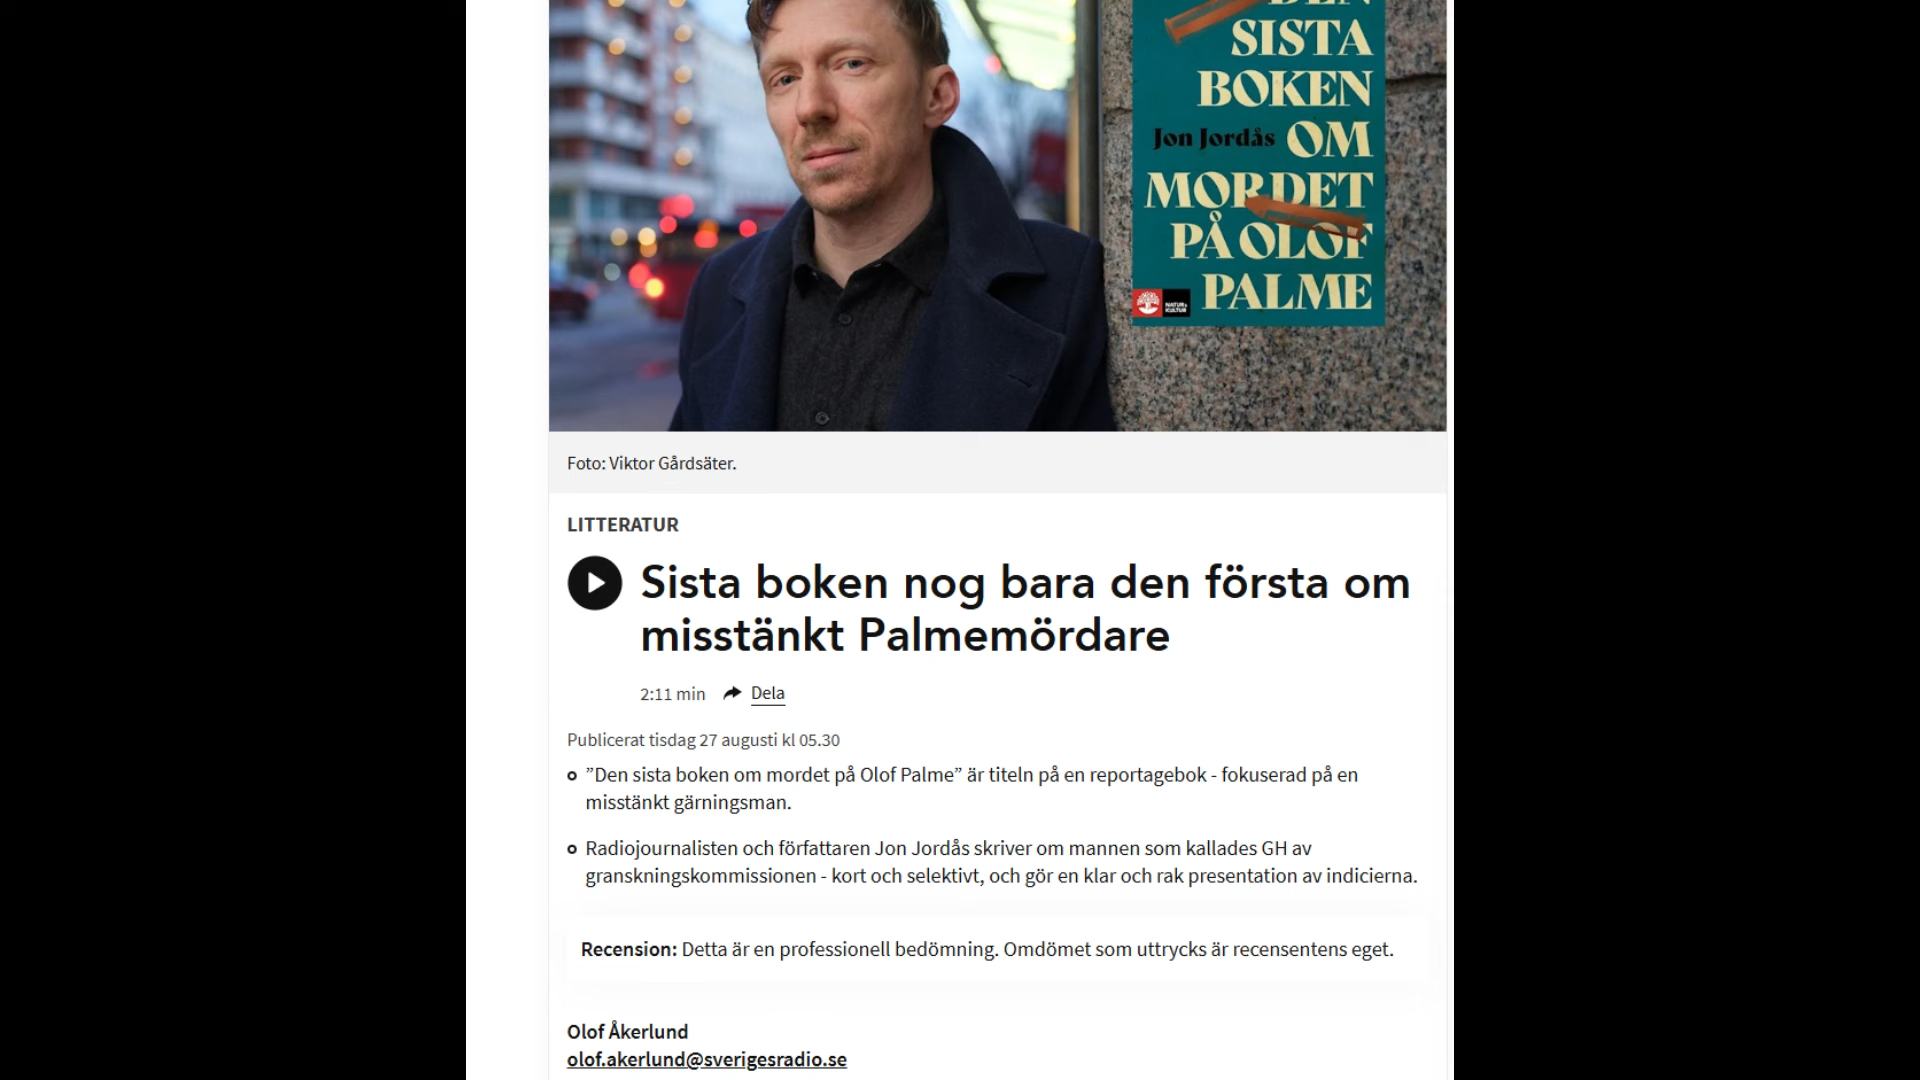 DEN
SISTA
BOKEN
Jon Jordås OM
MORDET
PÅ OLOF
PALME
NATUR &
KULTUR
Foto: Viktor Gårdsäter.
LITTERATUR
Sista boken nog bara den första om
misstänkt Palmemördare
2:11 min Dela
Publicerat tisdag 27 augusti kl 05.30
”Den sista boken om mordet på Olof Palme” är titeln på en reportagebok - fokuserad på en
misstänkt gärningsman.
Radiojournalisten och författaren Jon Jordås skriver om mannen som kallades GH av
granskningskommissionen - kort och selektivt, och gör en klar och rak presentation av indicierna.
Recension: Detta är en professionell bedömning. Omdömet som uttrycks är recensentens eget.
Olof Åkerlund
olof.akerlund@sverigesradio.se